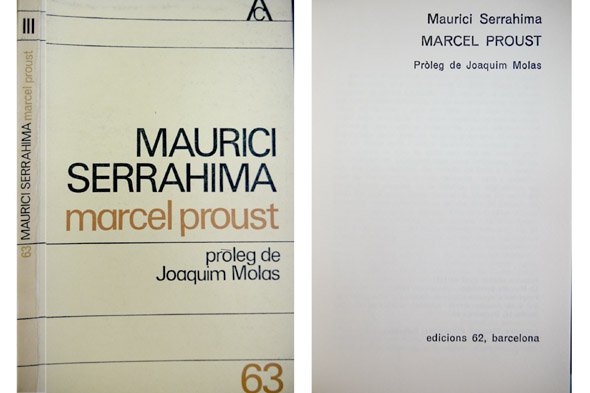 III
63 MAURICI SERRAHIMA marcel proust
AC
MAURICI
SERRAHIMA
marcel proust
pròleg de
Joaquim Molas
63
Maurici Serrahima
MARCEL PROUST
Pròleg de Joaquim Molas
edicions 62, barcelona